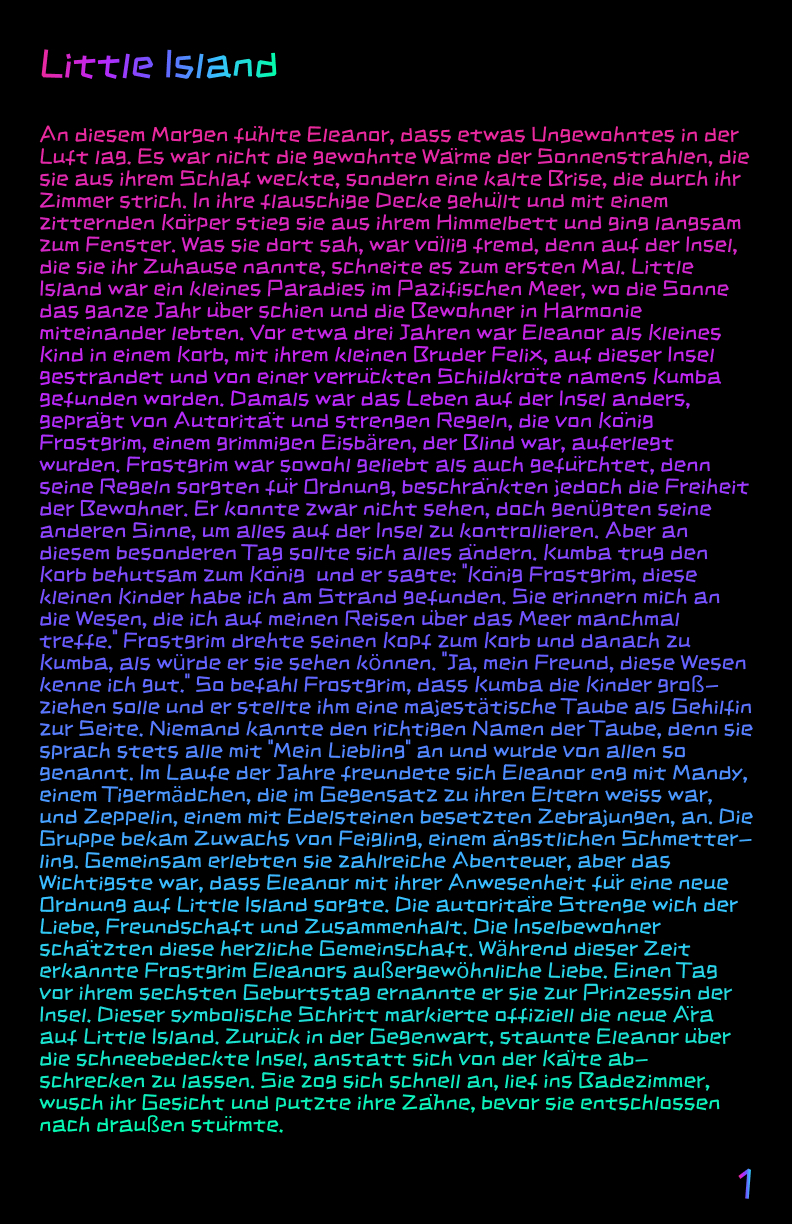 Little Island
An diesem Morgen fühlte Eleanor, dass etwas Ungewohntes in der
Luft lag. Es war nicht die gewohnte Wärme der Sonnenstrahlen, die
sie aus ihrem Schlaf weckte, sondern eine kalte Brise, die durch ihr
Zimmer strich. In ihre flauschige Decke gehüllt und mit einem
zitternden Körper stieg sie aus ihrem Himmelbett und ging langsam
zum Fenster. Was sie dort sah, war völlig fremd, denn auf der Insel,
die sie ihr Zuhause nannte, schneite es zum ersten Mal. Little
Island war ein kleines Paradies im Pazifischen Meer, wo die Sonne
das ganze Jahr über schien und die Bewohner in Harmonie
miteinander lebten. Vor etwa drei Jahren war Eleanor als Kleines
Kind in einem Korb, mit ihrem kleinen Bruder Felix, auf dieser Insel
gestrandet und von einer verrückten Schildkröte namens Kumba
gefunden worden. Damals war das Leben auf der Insel anders,
geprägt von Autorität und strengen Regeln, die von König
Frostgrim, einem grimmigen Eisbären, der Blind war, auferlegt
wurden. Frostgrim war sowohl geliebt als auch gefürchtet, denn
seine Regeln sorgten für Ordnung, beschränkten jedoch die Freiheit
der Bewohner. Er konnte zwar nicht sehen, doch genügten seine
anderen Sinne, um alles auf der Insel zu kontrollieren. Aber an
diesem besonderen Tag sollte sich alles ändern. Kumba trug den
Korb behutsam zum König  und er sagte: "König Frostgrim, diese
kleinen Kinder habe ich am Strand gefunden. Sie erinnern mich an
die Wesen, die ich auf meinen Reisen über das Meer manchmal
treffe." Frostgrim drehte seinen Kopf zum Korb und danach zu
Kumba, als würde er sie sehen können. "Ja, mein Freund, diese Wesen
kenne ich gut." So befahl Frostgrim, dass Kumba die Kinder groß-
ziehen solle und er stellte ihm eine majestätische Taube als Gehilfin
zur Seite. Niemand kannte den richtigen Namen der Taube, denn sie
sprach stets alle mit "Mein Liebling" an und wurde von allen so
genannt. Im Laufe der Jahre freundete sich Eleanor eng mit Mandy,
einem Tigermädchen, die im Gegensatz zu ihren Eltern weiss war,
und Zeppelin, einem mit Edelsteinen besetzten Zebrajungen, an. Die
Gruppe bekam Zuwachs von Feigling, einem ängstlichen Schmetter-
ling. Gemeinsam erlebten sie zahlreiche Abenteuer, aber das
Wichtigste war, dass Eleanor mit ihrer Anwesenheit für eine neue
Ordnung auf Little Island sorgte. Die autoritäre Strenge wich der
Liebe, Freundschaft und Zusammenhalt. Die Inselbewohner
schätzten diese herzliche Gemeinschaft. Während dieser Zeit
erkannte Frostgrim Eleanors außergewöhnliche Liebe. Einen Tag
vor ihrem sechsten Geburtstag ernannte er sie zur Prinzessin der
Insel. Dieser symbolische Schritt markierte offiziell die neue Ära
auf Little Island. Zurück in der Gegenwart, staunte Eleanor über
die schneebedeckte Insel, anstatt sich von der Kälte ab-
schrecken zu lassen. Sie zog sich schnell an, lief ins Badezimmer,
wusch ihr Gesicht und putzte ihre Zähne, bevor sie entschlossen
nach draußen stürmte.
1